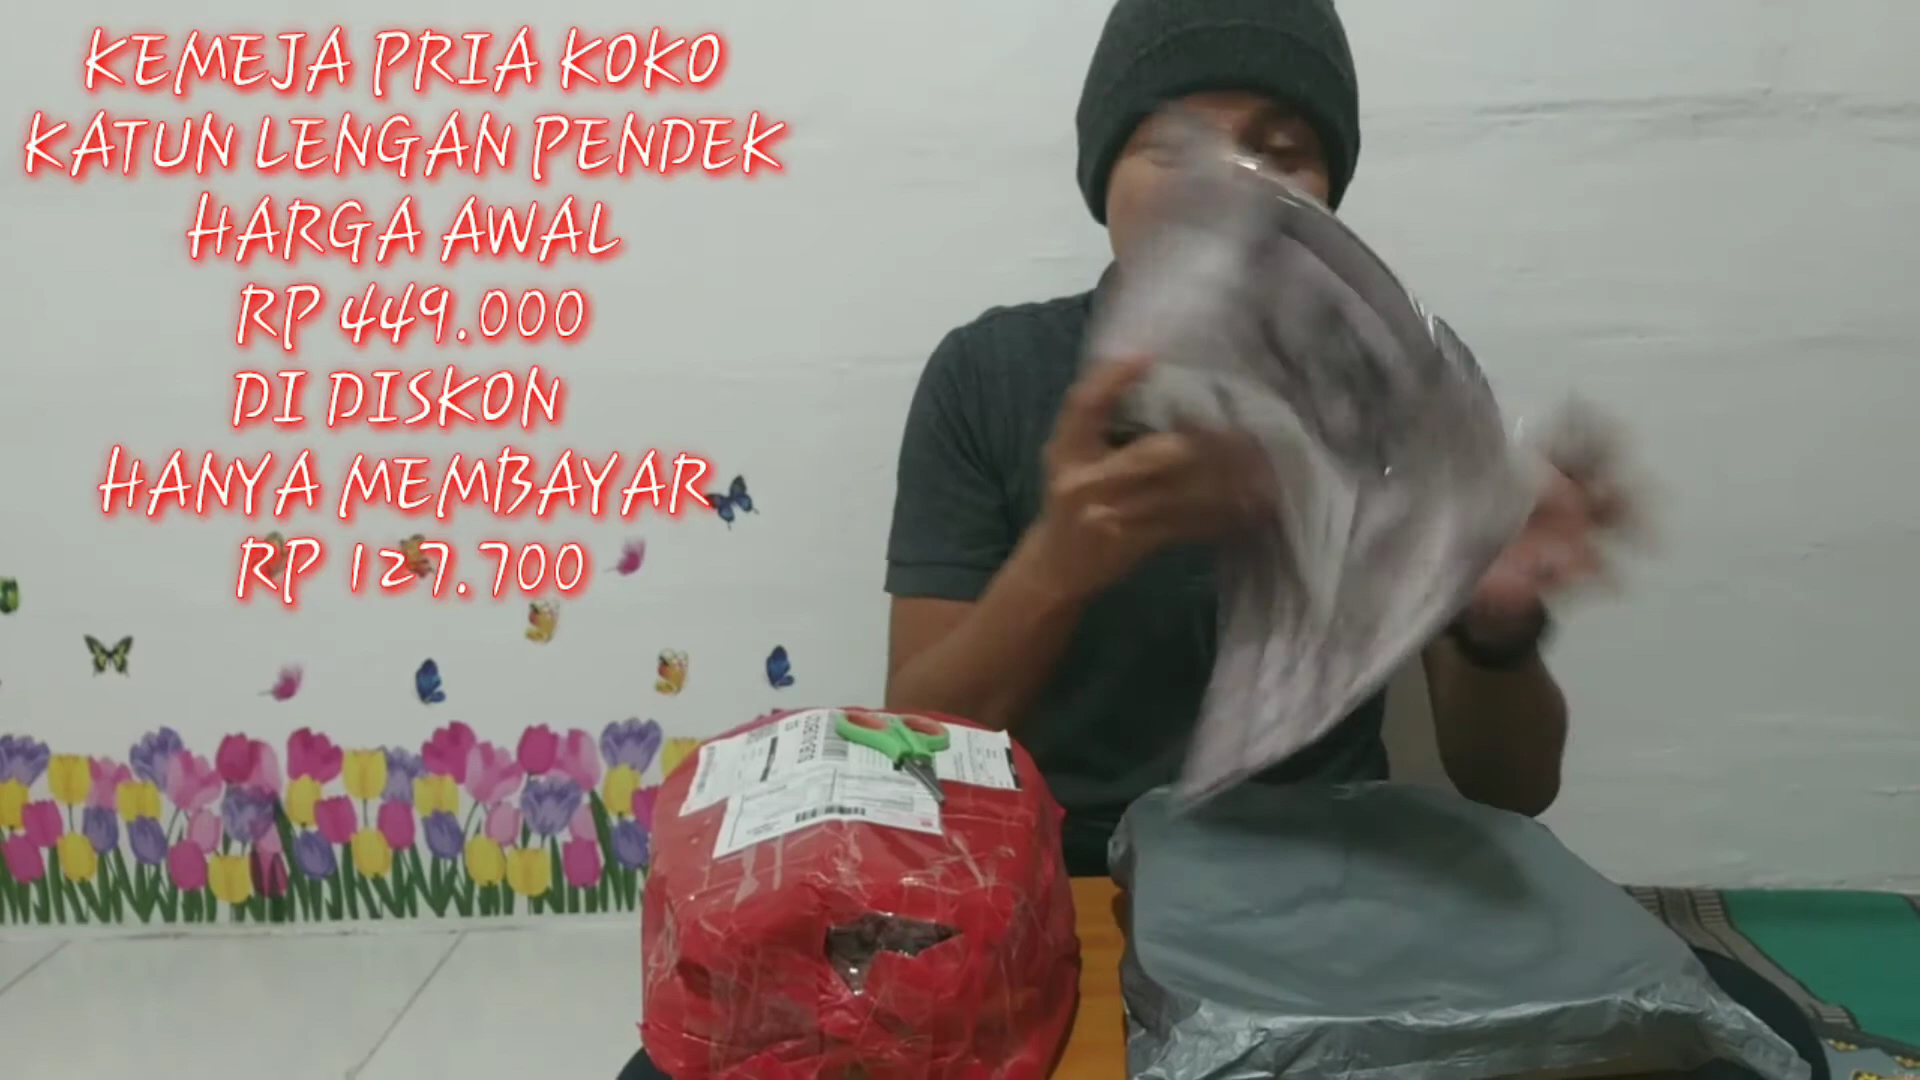 KEMEJA PRIA KOKO
KATUN LENGAN PENDEK
HARGA AWAL
RP 449.000
DI DISKON
HANYA MEMBAYAR
RP 127.700